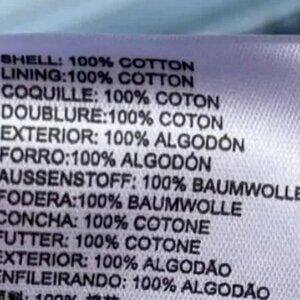 SHELL: 100% COTTON
LINING:100% COTTON
COQUILLE: 100% COTON
DOUBLURE:100% COTON
EXTERIOR: 100% ALGODÓN
FORRO:100% ALGODÓN
AUSSENSTOFF: 100% BAUMWOLLE
FODERA:100% BAUMWOLLE
CONCHA: 100% COTONE
FUTTER: 100% COTONE
EXTERIOR: 100% ALGODÃO
ENFILEIRANDO: 100% ALGODÃO
100%